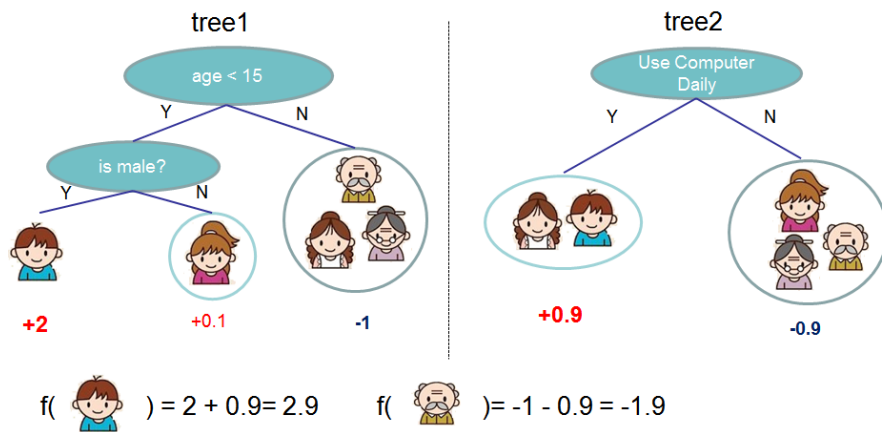 tree1
tree2
age < 15
Use Computer
Daily
Y
N
Y
N
is male?
Y
N
+2
+0.1
-1
+0.9
-0.9
f( ) = 2 + 0.9= 2.9
f( )= -1 - 0.9 = -1.9